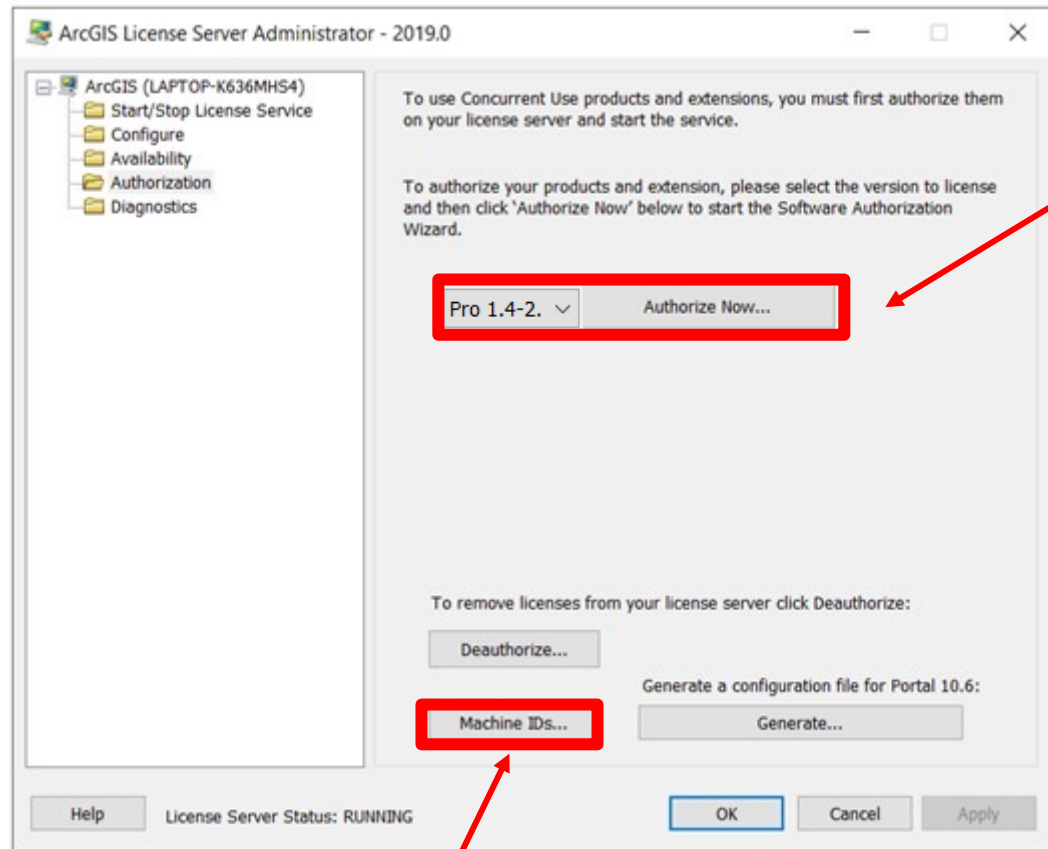 ArcGIS License Server Administrator - 2019.0
ArcGIS (LAPTOP-K636MHS4)
Start/Stop License Service
Configure
Availability
Authorization
Diagnostics
To use Concurrent Use products and extensions, you must first authorize them
on your license server and start the service.
To authorize your products and extension, please select the version to license
and then click 'Authorize Now' below to start the Software Authorization
Wizard.
Pro 1.4-2. Authorize Now...
To remove licenses from your license server click Deauthorize:
Deauthorize...
Generate a configuration file for Portal 10.6:
Machine IDs... Generate...
Help License Server Status: RUNNING OK Cancel Apply